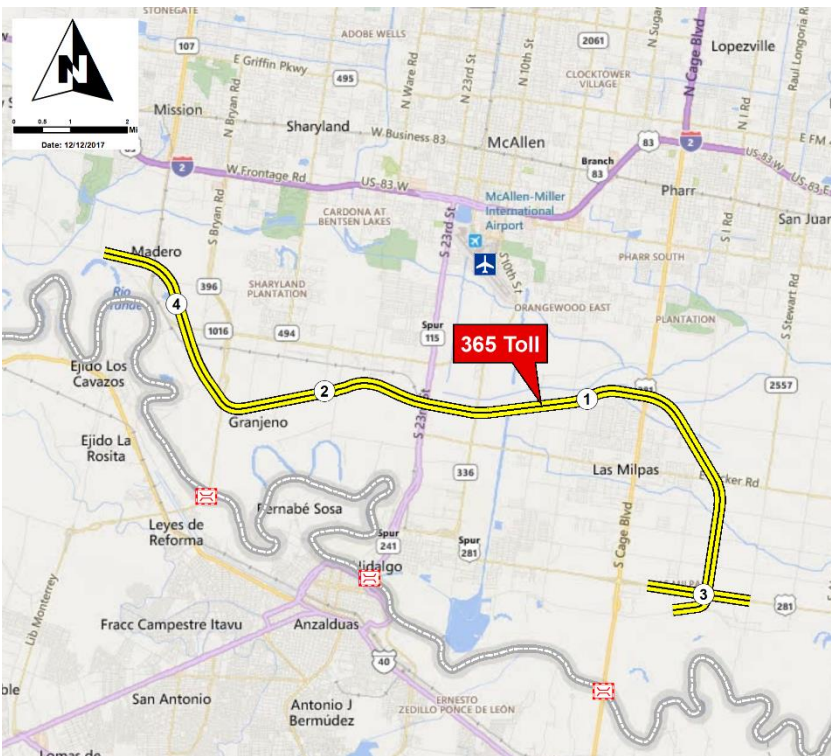 STONEGATE
107
ADOBE WELLS
2061
N Sugar
Raul Longoria R
Lopezville
N Cage Blvd
N
E Griffin Pkwy
495
N Ware Rd
N 23rd St
N 10th St
CLOCKTOWER
VILLAGE
N I Rd
0 0.5 1 2
Mi
Date: 12/12/2017
Mission
N Bryan Rd
Sharyland
W Business 83
McAllen
83
2
E FM
2
W Frontage Rd
US-83 W
Branch
83
Pharr
US-83 E
San Juan
S Bryan Rd
CARDONA AT
BENTSEN LAKES
McAllen-Miller
International
Airport
S 23rd St
S 10th St
S I Rd
PHARR SOUTH
S Stewart Rd
Madero
396
SHARYLAND
PLANTATION
ORANGEWOOD EAST
PLANTATION
Rio
4
1016
494
Spur
115
365 Toll
2557
Ejido Los
Cavazos
2
1
281
S 23rd St
Granjeno
Ejido La
Rosita
336
Las Milpas
S Cage Blvd
Leyes de
Reforma
Bernabé Sosa
Spur
241
Hidalgo
Spur
281
3
281
Lib Monterrey
Fracc Campestre Itavu
Anzalduas
40
San Antonio
Antonio J
Bermúdez
ERNESTO
ZEDILLO PONCE DE LEÓN
Lomas de